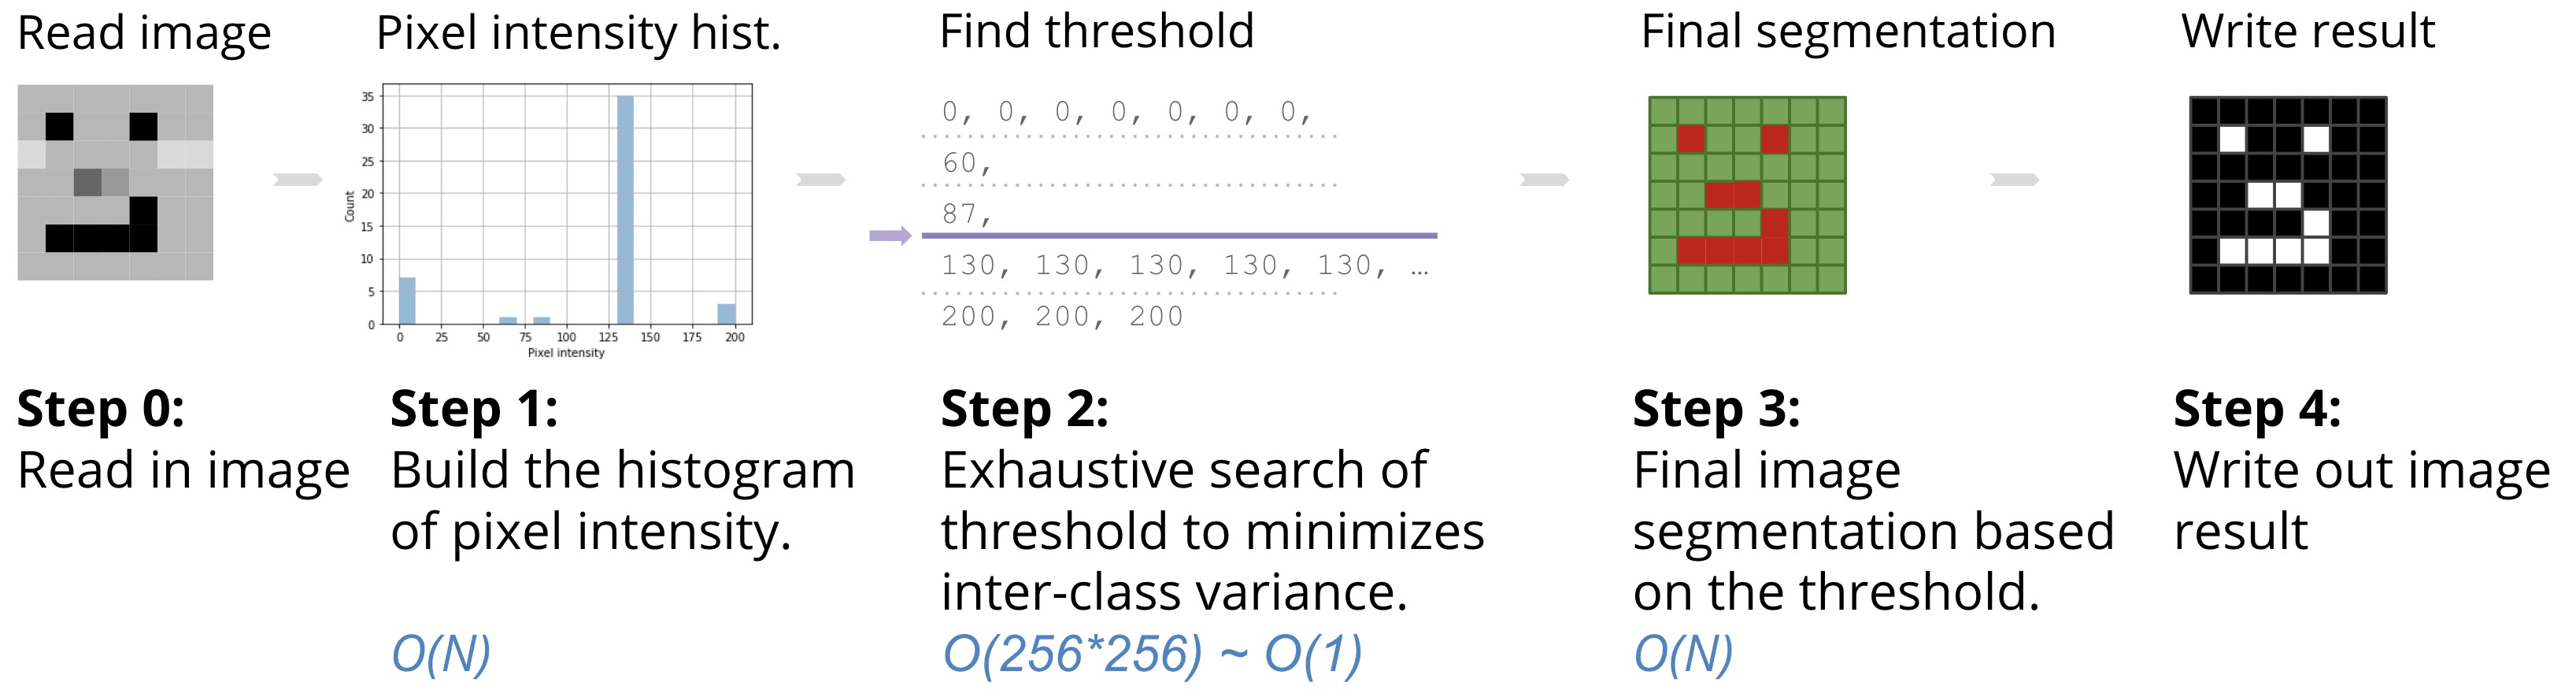 Read image
Pixel intensity hist.
Find threshold
Final segmentation
Write result
35
30
25
20
15
10
5
0
Count
0 25 50 75 100 125 150 175 200
Pixel intensity
0, 0, 0, 0, 0, 0, 0,
60,
87,
130, 130, 130, 130, 130, …
200, 200, 200
Step 0:
Read in image
Step 1:
Build the histogram
of pixel intensity.
O(N)
Step 2:
Exhaustive search of
threshold to minimizes
inter-class variance.
O(256*256) ~ O(1)
Step 3:
Final image
segmentation based
on the threshold.
O(N)
Step 4:
Write out image
result